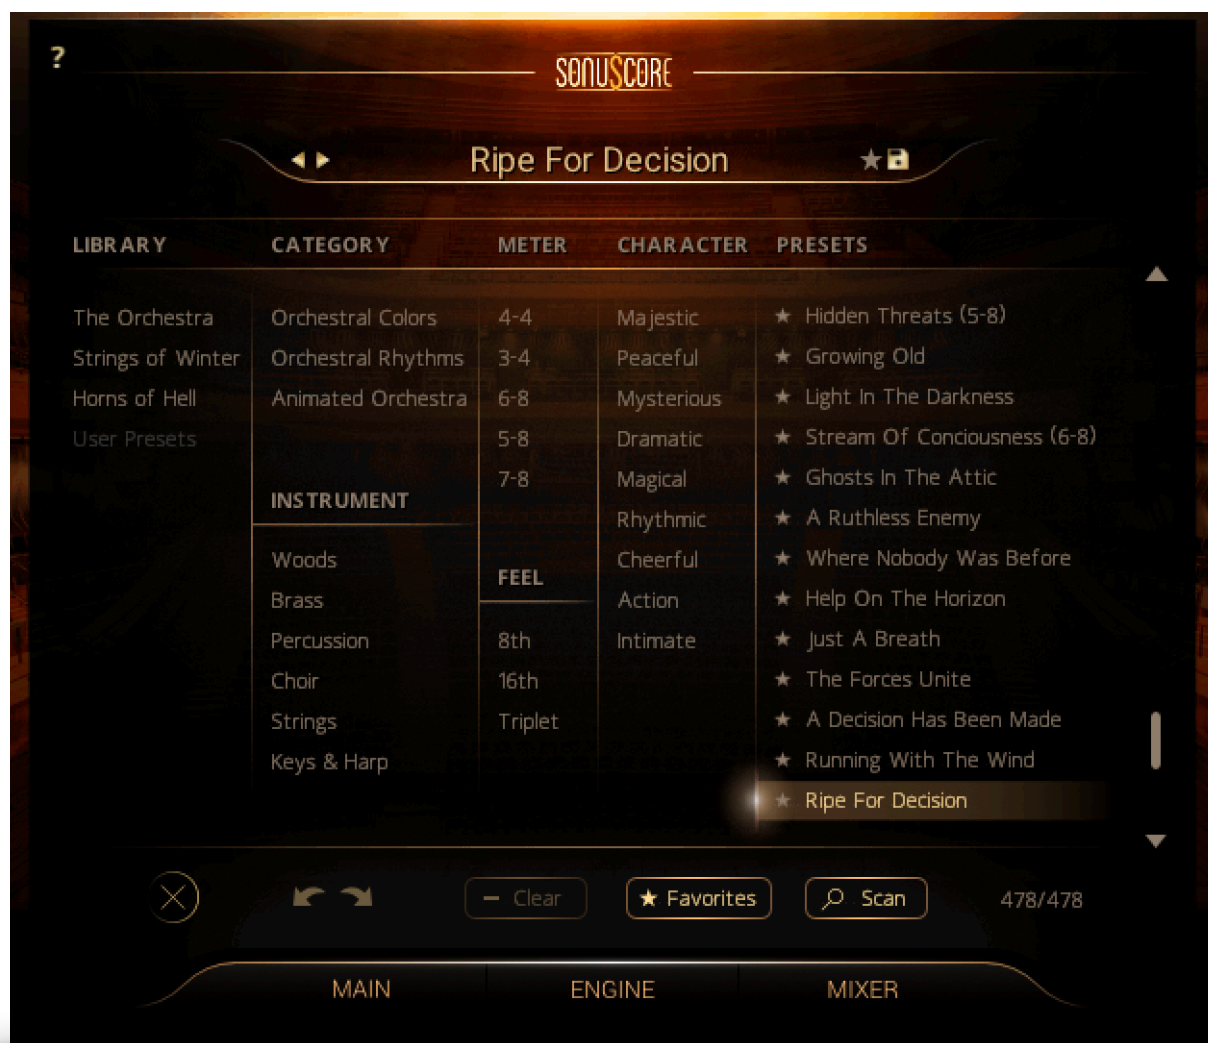 ?
SONUSCORE
Ripe For Decision
LIBRARY CATEGORY METER CHARACTER PRESETS
The Orchestra
Strings of Winter
Horns of Hell
User Presets
Orchestral Colors
Orchestral Rhythms
Animated Orchestra
INSTRUMENT
Woods
Brass
Percussion
Choir
Strings
Keys & Harp
4-4
3-4
6-8
5-8
7-8
FEEL
8th
16th
Triplet
Majestic
Peaceful
Mysterious
Dramatic
Magical
Rhythmic
Cheerful
Action
Intimate
Hidden Threats (5-8)
Growing Old
Light In The Darkness
Stream Of Conciousness (6-8)
Ghosts In The Attic
A Ruthless Enemy
Where Nobody Was Before
Help On The Horizon
Just A Breath
The Forces Unite
A Decision Has Been Made
Running With The Wind
Ripe For Decision
Clear Favorites Scan 478/478
MAIN ENGINE MIXER